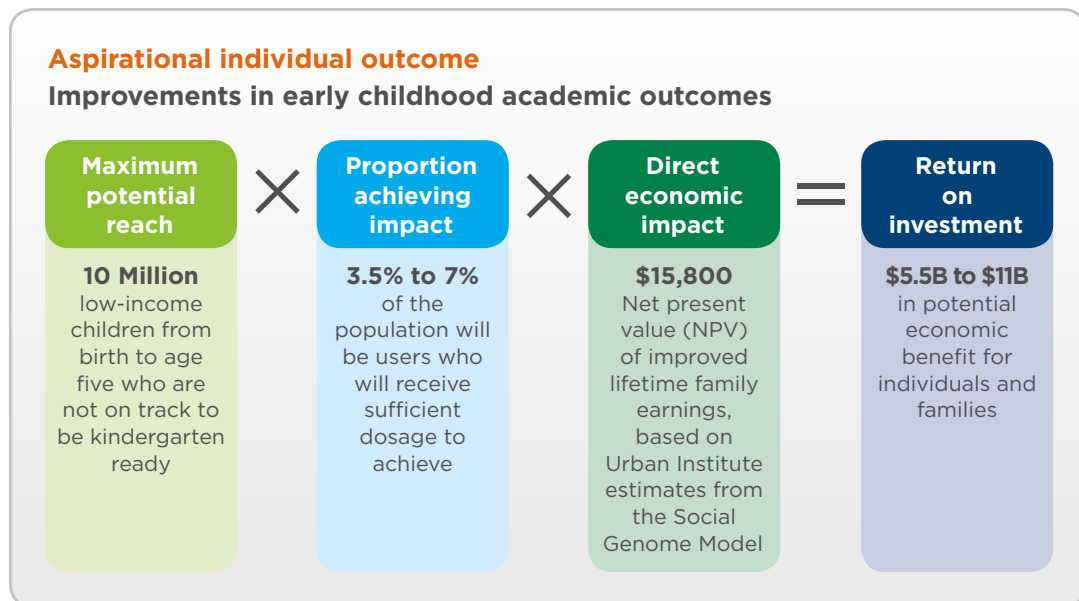 Aspirational individual outcome
Improvements in early childhood academic outcomes
Maximum
potential
reach
10 Million
low-income
children from
birth to age
five who are
not on track to
be kindergarten
ready
×
Proportion
achieving
impact
3.5% to 7%
of the
population will
be users who
will receive
sufficient
dosage to
achieve
×
Direct
economic
impact
$15,800
Net present
value (NPV)
of improved
lifetime family
earnings,
based on
Urban Institute
estimates from
the Social
Genome Model
=
Return
on
investment
$5.5B to $11B
in potential
economic
benefit for
individuals and
families